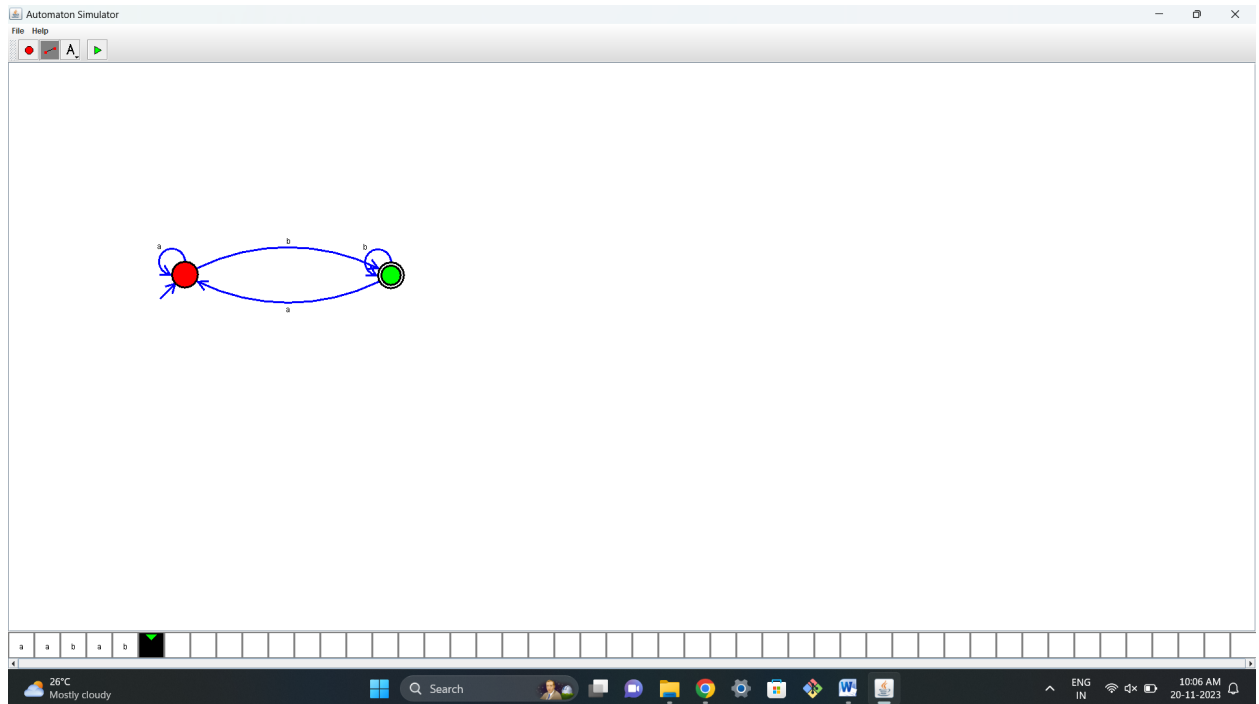 Automaton Simulator
File Help
A
a b b
a
a a b a b
26°C
Mostly cloudy
Search
W
ENG
IN
10:06 AM
20-11-2023